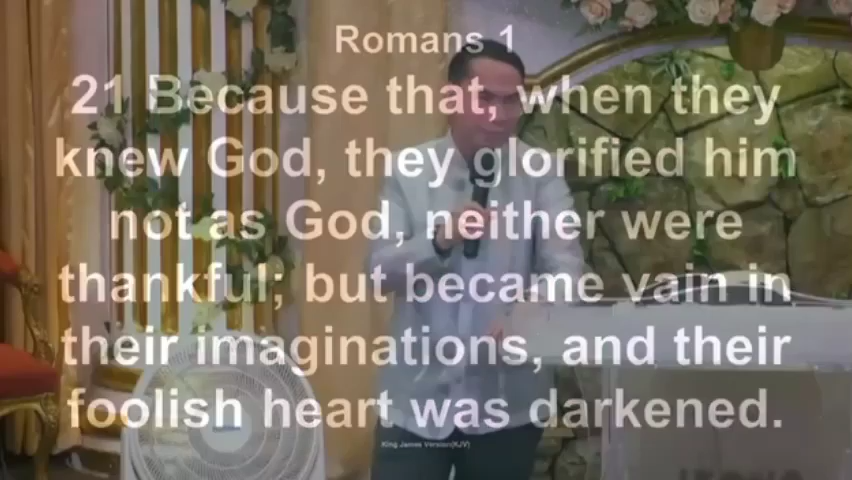 Romans 1
21 Because that, when they
knew God, they glorified him
not as God, neither were
thankful; but became vain in
their imaginations, and their
foolish heart was darkened.
King James Version(KJV)